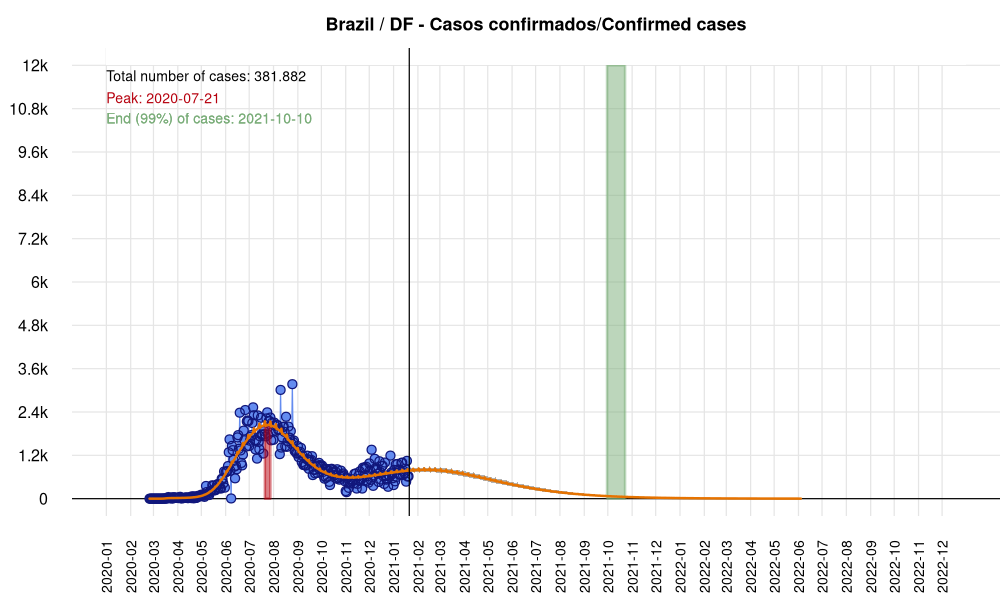 Brazil / DF - Casos confirmados/Confirmed cases
Total number of cases: 381.882
Peak: 2020-07-21
End (99%) of cases: 2021-10-10
12k
10.8k
9.6k
8.4k
7.2k
6k
4.8k
3.6k
2.4k
1.2k
0
2020-01
2020-02
2020-03
2020-04
2020-05
2020-06
2020-07
2020-08
2020-09
2020-10
2020-11
2020-12
2021-01
2021-02
2021-03
2021-04
2021-05
2021-06
2021-07
2021-08
2021-09
2021-10
2021-11
2021-12
2022-01
2022-02
2022-03
2022-04
2022-05
2022-06
2022-07
2022-08
2022-09
2022-10
2022-11
2022-12